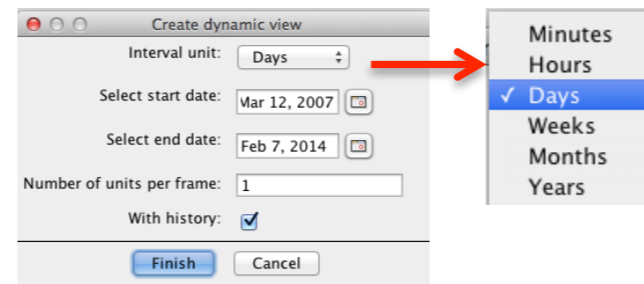 Create dynamic view
Interval unit: Days
Select start date: Mar 12, 2007
Select end date: Feb 7, 2014
Number of units per frame: 1
With history:
Finish Cancel
Minutes
Hours
✓ Days
Weeks
Months
Years